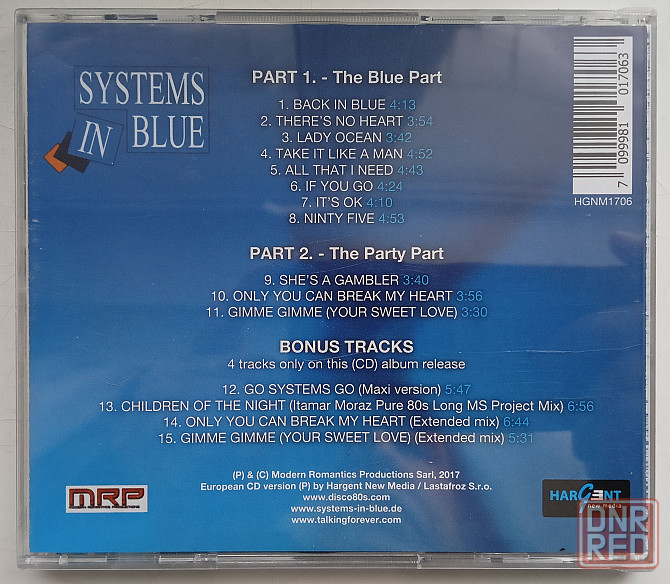 SYSTEMS
IN BLUE
PART 1. - The Blue Part
1. BACK IN BLUE 4:13
2. THERE'S NO HEART 3:54
3. LADY OCEAN 3:42
4. TAKE IT LIKE A MAN 4:52
5. ALL THAT I NEED 4:43
6. IF YOU GO 4:24
7. IT'S OK 4:10
8. NINTY FIVE 4:53
PART 2. - The Party Part
9. SHE'S A GAMBLER 3:40
10. ONLY YOU CAN BREAK MY HEART 3:56
11. GIMME GIMME (YOUR SWEET LOVE) 3:30
BONUS TRACKS
4 tracks only on this (CD) album release
12. GO SYSTEMS GO (Maxi version) 5:47
13. CHILDREN OF THE NIGHT (Itamar Moraz Pure 80s Long MS Project Mix) 6:56
14. ONLY YOU CAN BREAK MY HEART (Extended mix) 6:44
15. GIMME GIMME (YOUR SWEET LOVE) (Extended mix) 5:31
(P) & (C) Modern Romantics Productions Sarl, 2017
European CD version (P) by Hargent New Media / Lastafroz S.r.o.
www.disco80s.com
www.systems-in-blue.de
www.talkingforever.com
7 099981 017063
HGNM1706
MRP
MODERN ROMANTICS PRODUCTIONS
HARGENT
new media
DNR
RED